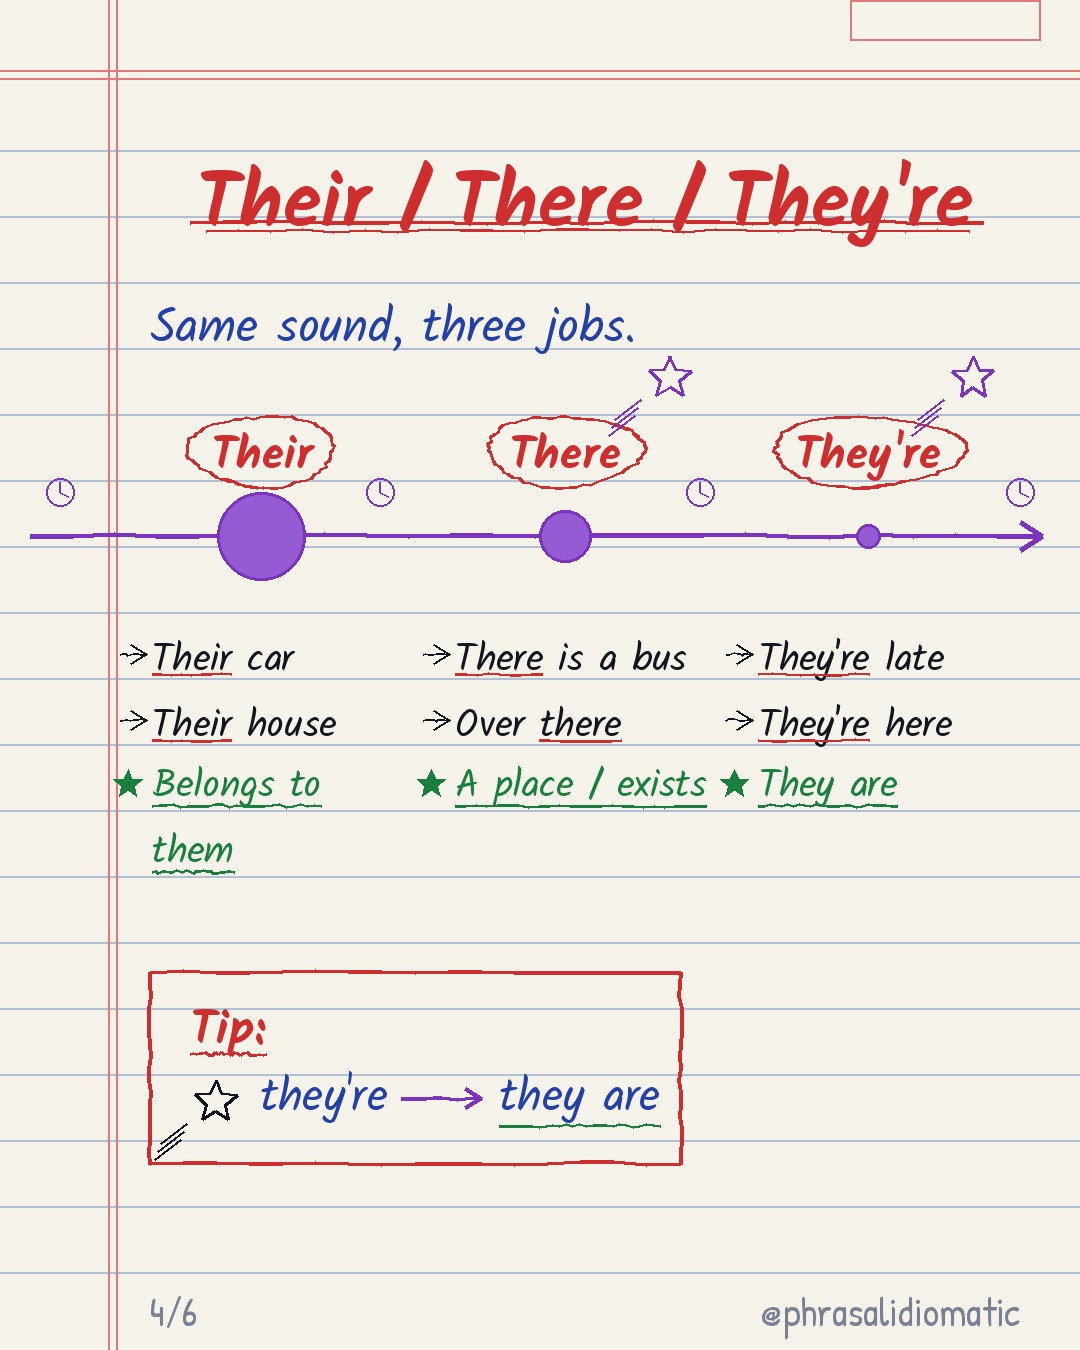 Their / There / They're
Same sound, three jobs.
Their There They're
Their car There is a bus They're late
Their house Over there They're here
Belongs to A place / exists They are
them
Tip:
they're they are
4/6 @phrasalidiomatic